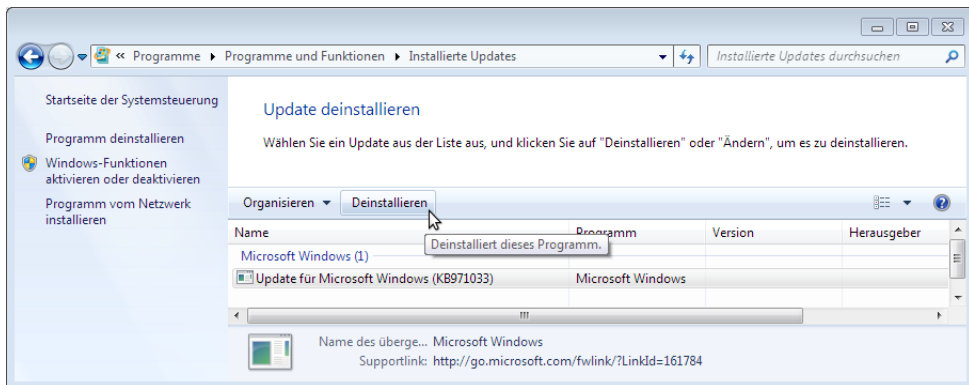 « Programme ▸ Programme und Funktionen ▸ Installierte Updates
Installierte Updates durchsuchen
Startseite der Systemsteuerung
Programm deinstallieren
Windows-Funktionen
aktivieren oder deaktivieren
Programm vom Netzwerk
installieren
Update deinstallieren
Wählen Sie ein Update aus der Liste aus, und klicken Sie auf "Deinstallieren" oder "Ändern", um es zu deinstallieren.
Organisieren Deinstallieren
Name Programm Version Herausgeber
Deinstalliert dieses Programm.
Microsoft Windows (1)
Update für Microsoft Windows (KB971033) Microsoft Windows
Name des überge... Microsoft Windows
Supportlink: http://go.microsoft.com/fwlink/?LinkId=161784